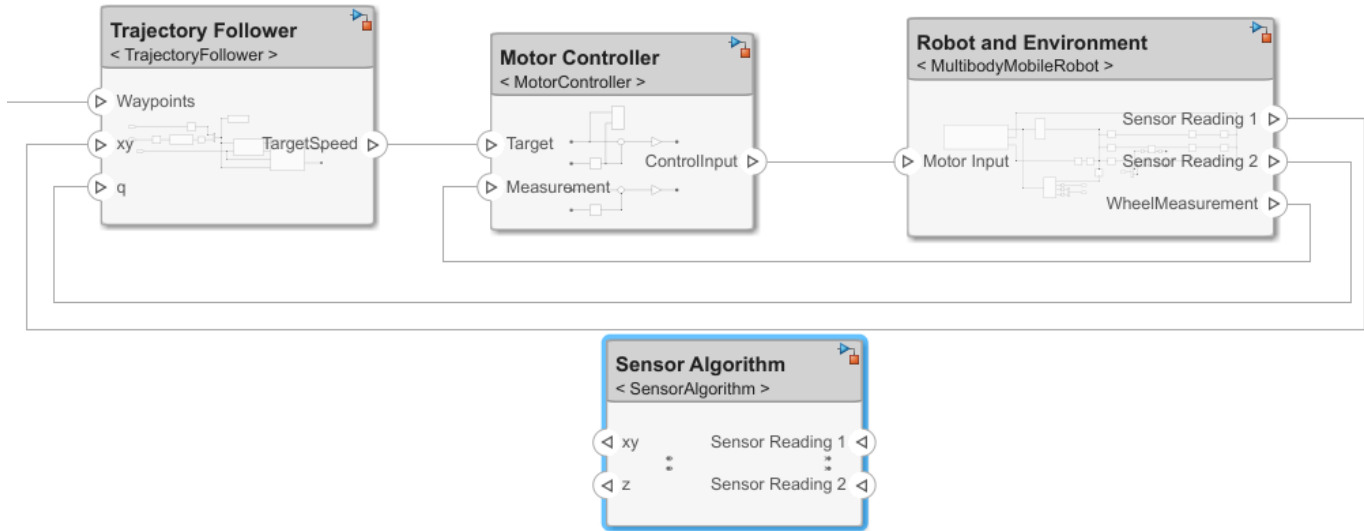 Trajectory Follower
< TrajectoryFollower >
Waypoints
xy
q
TargetSpeed
Motor Controller
< MotorController >
Target
Measurement
ControlInput
Robot and Environment
< MultibodyMobileRobot >
Motor Input
Sensor Reading 1
Sensor Reading 2
WheelMeasurement
Sensor Algorithm
< SensorAlgorithm >
xy
z
Sensor Reading 1
Sensor Reading 2